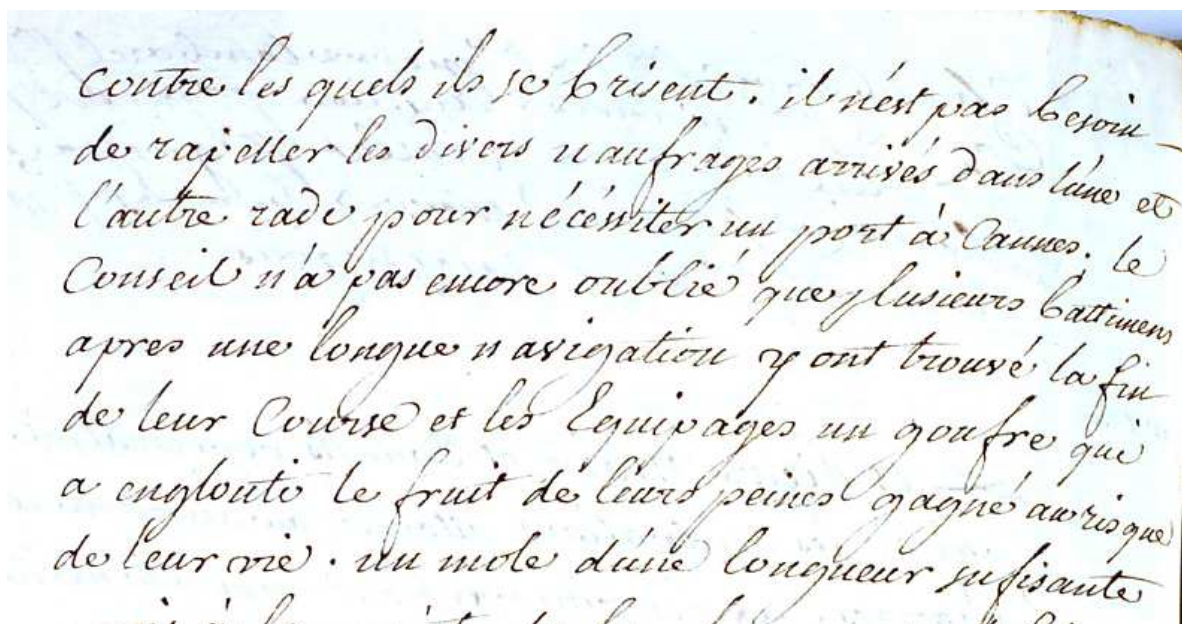 contre les quels ils se brisent. il n'est pas besoin
de rapeller les divers naufrages arrivés dans l'une et
l'autre rade pour nécéssiter un port à Cannes. le
Conseil n'a pas encore oublié que plusieurs battimens
apres une longue navigation y ont trouvé la fin
de leur Course et les Equipages un goufre qui
a englouti le fruit de leurs peines gagné au risque
de leur vie. un mole d'une longueur sufisante